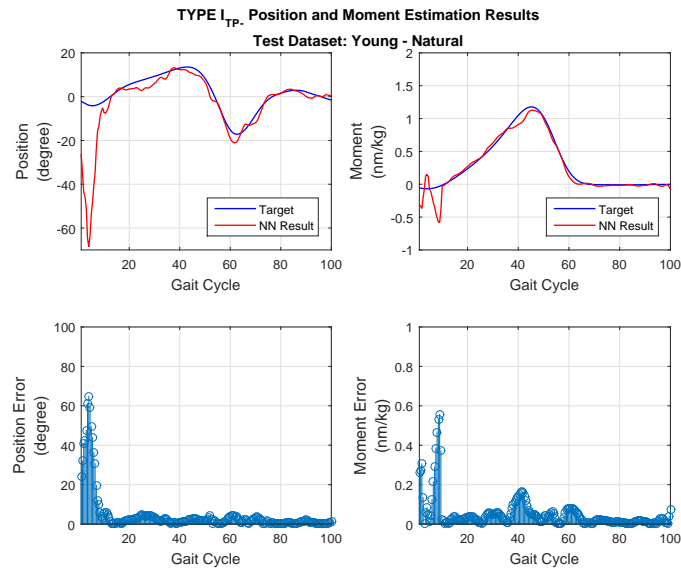 TYPE I_TP- Position and Moment Estimation Results
Test Dataset: Young - Natural
20
0
-20
-40
-60
Position
(degree)
Target
NN Result
20
40
60
80
100
Gait Cycle
2
1.5
1
0.5
0
-0.5
-1
Moment
(nm/kg)
Target
NN Result
20
40
60
80
100
Gait Cycle
100
80
60
40
20
0
Position Error
(degree)
20
40
60
80
100
Gait Cycle
1
0.8
0.6
0.4
0.2
0
Moment Error
(nm/kg)
20
40
60
80
100
Gait Cycle